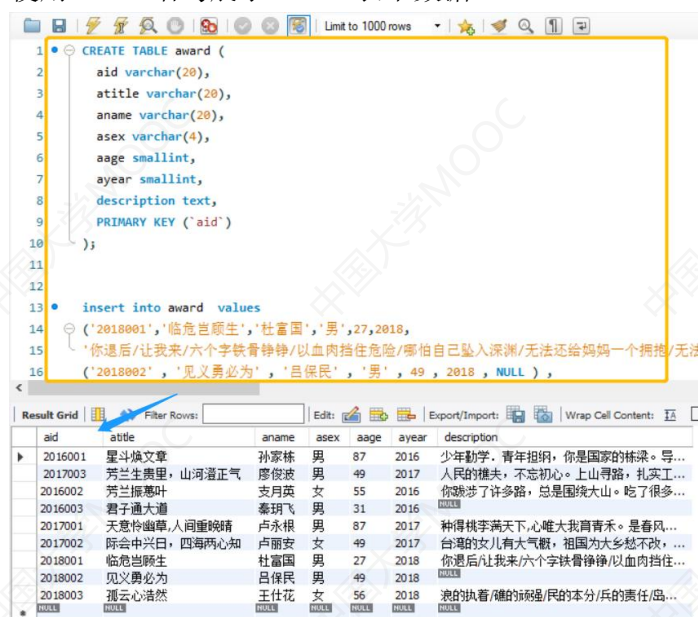 Limit to 1000 rows
1 CREATE TABLE award (
2 aid varchar(20),
3 atitle varchar(20),
4 aname varchar(20),
5 asex varchar(4),
6 aage smallint,
7 ayear smallint,
8 description text,
9 PRIMARY KEY (`aid`)
10 );
11
12
13 insert into award values
14 ('2018001','临危岂顾生','杜富国','男',27,2018,
15 '你退后/让我来/六个字铁骨铮铮/以血肉挡住危险/哪怕自己坠入深渊/无法还给妈妈一个拥抱/无法
16 ('2018002' , '见义勇必为' , '吕保民' , '男' , 49 , 2018 , NULL ) ,
Result Grid Filter Rows: Edit: Export/Import: Wrap Cell Content:
aid atitle aname asex aage ayear description
2016001 星斗焕文章 孙家栋 男 87 2016 少年勤学．青年担纲，你是国家的栋梁。导...
2017003 芳兰生贵里，山河澄正气 廖俊波 男 49 2017 人民的樵夫，不忘初心。上山寻路，扎实工...
2016002 芳兰振蕙叶 支月英 女 55 2016 你跋涉了许多路，总是围绕大山。吃了很多...
2016003 君子通大道 秦玥飞 男 31 2016 NULL
2017001 天意怜幽草,人间重晚晴 卢永根 男 87 2017 种得桃李满天下,心唯大我育青禾。是春风...
2017002 际会中兴日，四海两心知 卢丽安 女 49 2017 台湾的女儿有大气概，祖国为大乡愁不改，...
2018001 临危岂顾生 杜富国 男 27 2018 你退后/让我来/六个字铁骨铮铮/以血肉挡住...
2018002 见义勇必为 吕保民 男 49 2018 NULL
2018003 孤云心浩然 王仕花 女 56 2018 浪的执着/礁的顽强/民的本分/兵的责任/岛...
NULL NULL NULL NULL NULL NULL NULL
中国大学MOOC